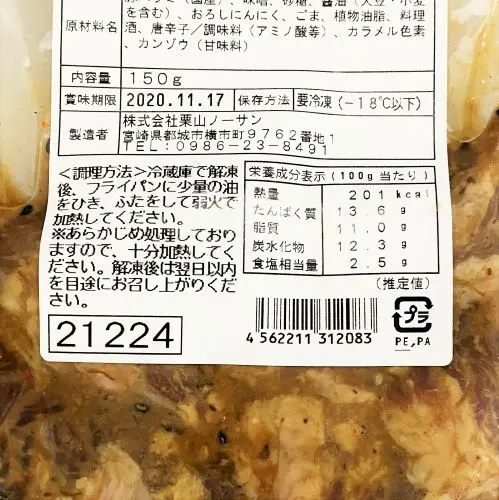 豚ハラミ(国産)、味噌、砂糖、醤油(大豆・小麦
を含む)、おろしにんにく、ごま、植物油脂、料理
原材料名
酒、唐辛子/調味料(アミノ酸等)、カラメル色素
、カンゾウ(甘味料)
内容量 150g
賞味期限 2020.11.17 保存方法 要冷凍(-18℃以下)
製造者
株式会社栗山ノーサン
宮崎県都城市横市町9762番地1
TEL:0986-23-8491
<調理方法>冷蔵庫で解凍
後、フライパンに少量の油
をひき、ふたをして弱火で
加熱してください。
※あらかじめ処理しており
ますので、十分加熱してく
ださい。解凍後は翌日以内
を目途にお召し上がりくだ
さい。
21224
栄養成分表示(100g当たり)
熱量 201 kcal
たんぱく質 13.6 g
脂質 11.0 g
炭水化物 12.3 g
食塩相当量 2.5 g
(推定値)
4 562211 312083
プラ
PE,PA